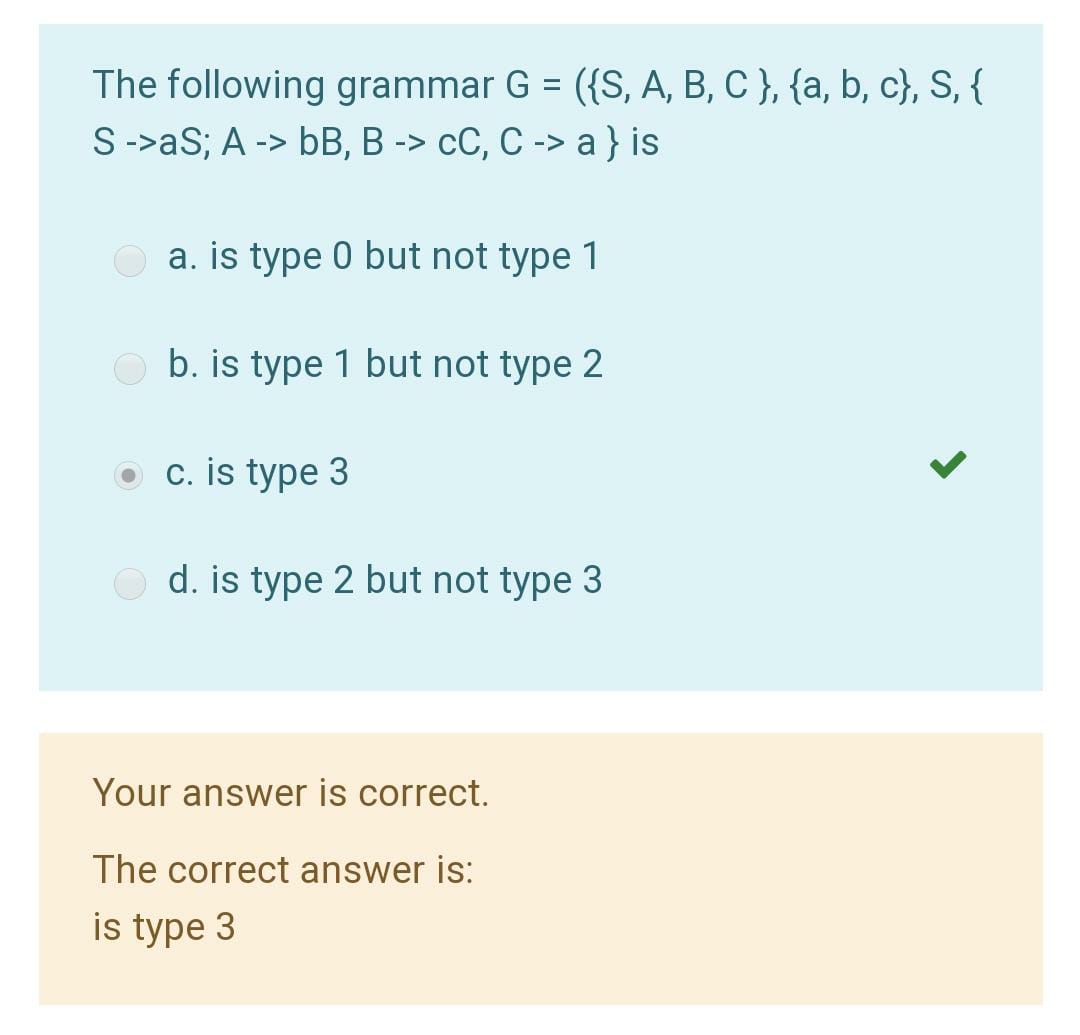 The following grammar G = ({S, A, B, C }, {a, b, c}, S, {
S ->aS; A -> bB, B -> cC, C -> a } is
a. is type 0 but not type 1
b. is type 1 but not type 2
c. is type 3
d. is type 2 but not type 3
Your answer is correct.
The correct answer is:
is type 3